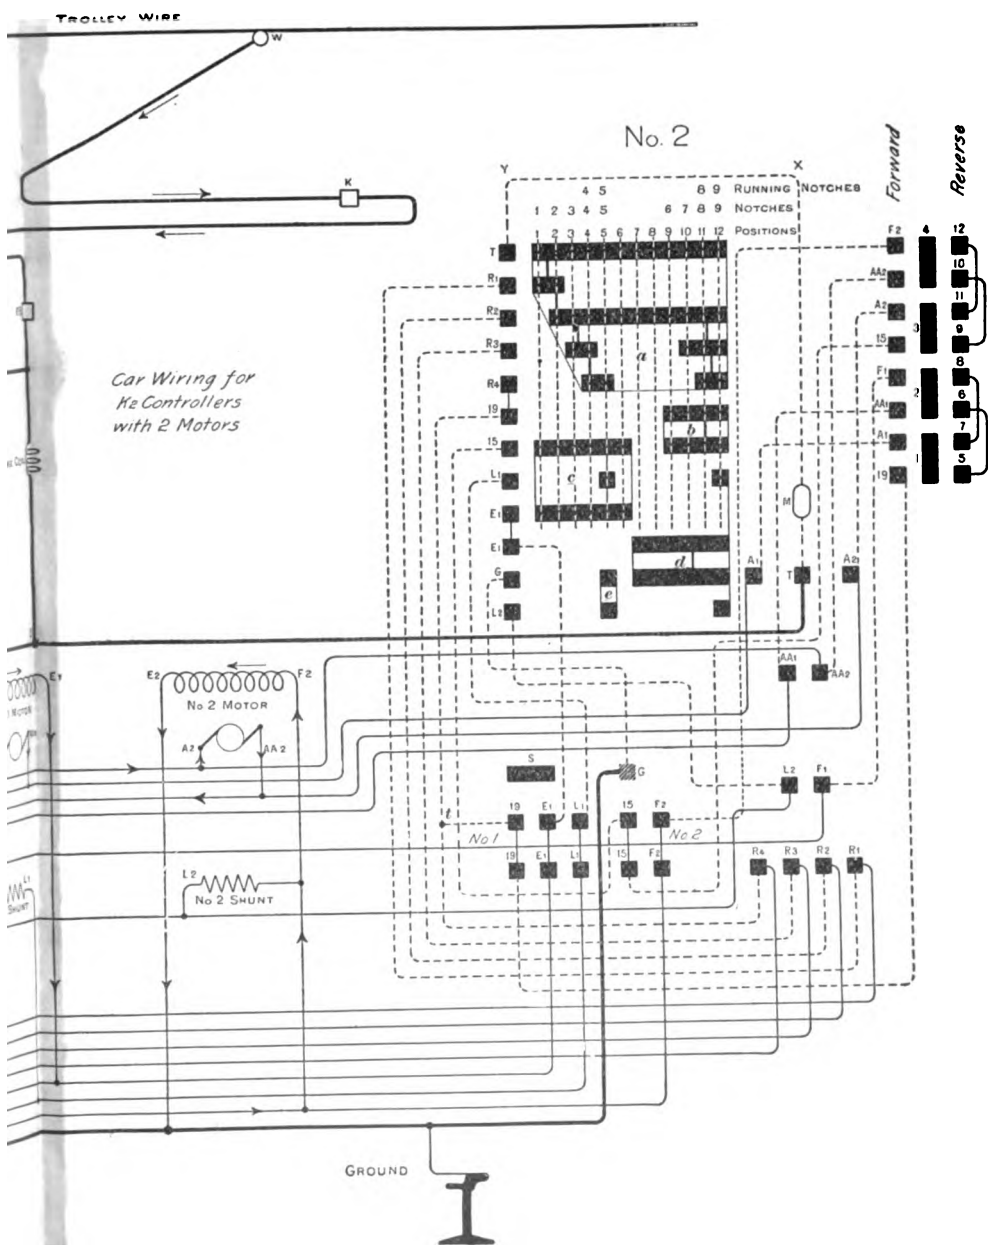 TROLLEY WIRE
W
No. 2
Forward
Reverse
Y
X
K
4 5 8 9 RUNNING NOTCHES
1 2 3 4 5 6 7 8 9 NOTCHES
1 2 3 4 5 6 7 8 9 10 11 12 POSITIONS
F2 4 12
T
R1
AA2 10
11
R2
A2
a
3 9
R3
15
8
F1
R4
2 6
AA1
19
b
7
A1
15
1 5
19
L1
c
E1
M
E1
d
G
e
A1 T A2
L2
Car Wiring for
K2 Controllers
with 2 Motors
AA1
AA2
E1
E2 F2
No 2 MOTOR
MOTOR
A2 AA2
S
G
L2 F1
t
19 E1 L1 15 F2
No 1 No 2
19 E1 L1 15 F2
R4 R3 R2 R1
L1
SHUNT
L2
No 2 SHUNT
GROUND